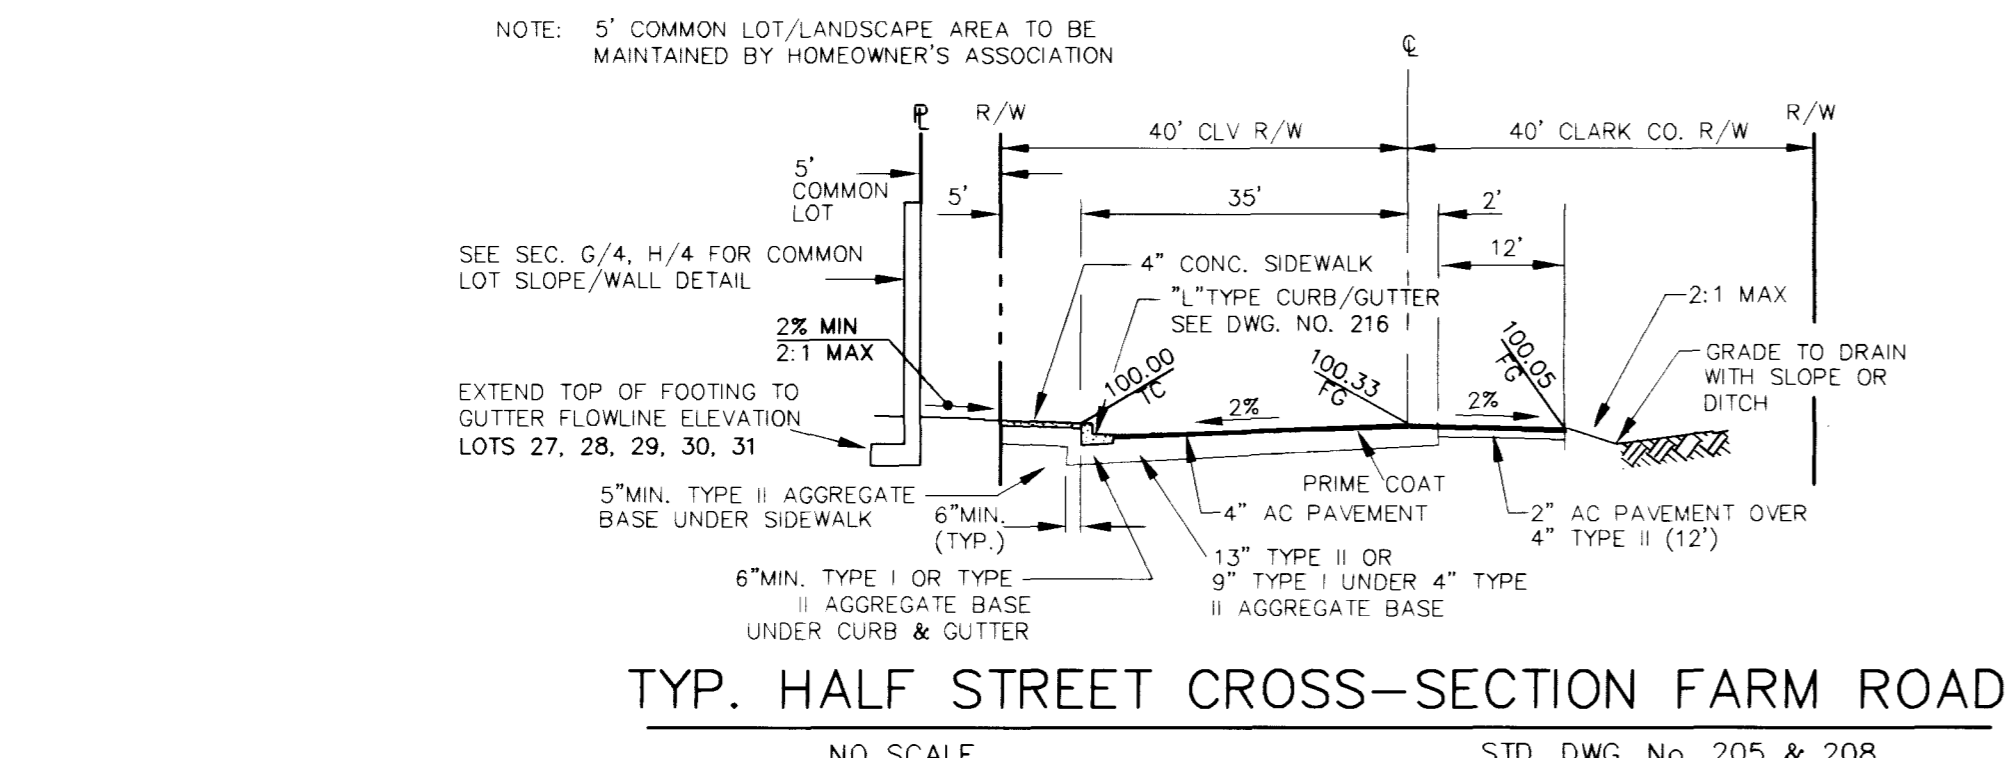 NOTE: 5' COMMON LOT/LANDSCAPE AREA TO BE
MAINTAINED BY HOMEOWNER'S ASSOCIATION
℄
R/W
R/W
40' CLV R/W
40' CLARK CO. R/W
5'
COMMON
LOT
5'
35'
2'
12'
SEE SEC. G/4, H/4 FOR COMMON
LOT SLOPE/WALL DETAIL
4" CONC. SIDEWALK
"L"TYPE CURB/GUTTER
SEE DWG. NO. 216
2:1 MAX
2% MIN
2:1 MAX
100.00
TC
100.33
FG
100.05
FG
GRADE TO DRAIN
WITH SLOPE OR
DITCH
EXTEND TOP OF FOOTING TO
GUTTER FLOWLINE ELEVATION
LOTS 27, 28, 29, 30, 31
2%
2%
PRIME COAT
5"MIN. TYPE II AGGREGATE
BASE UNDER SIDEWALK
6"MIN.
(TYP.)
4" AC PAVEMENT
2" AC PAVEMENT OVER
4" TYPE II (12')
6"MIN. TYPE I OR TYPE
II AGGREGATE BASE
UNDER CURB & GUTTER
13" TYPE II OR
9" TYPE I UNDER 4" TYPE
II AGGREGATE BASE
TYP. HALF STREET CROSS-SECTION FARM ROAD
NO SCALE
STD. DWG. No. 205 & 208